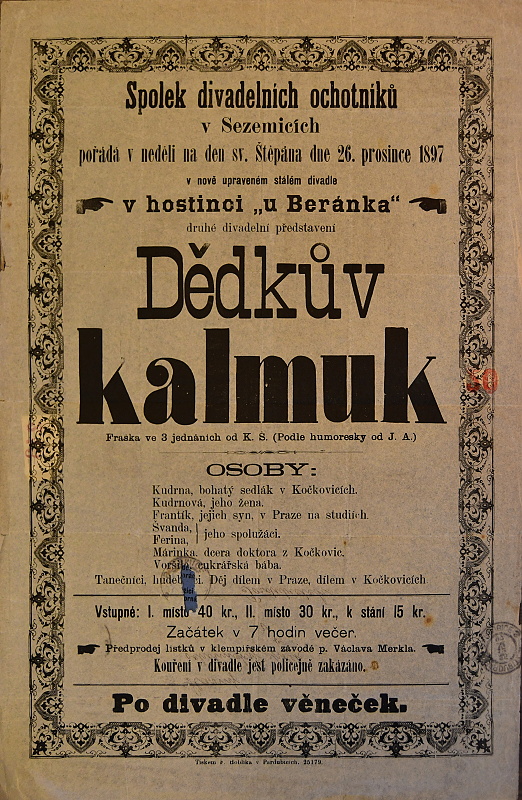 Spolek divadelních ochotníků
v Sezemicích
pořádá v neděli na den sv. Štěpána dne 26. prosince 1897
v nově upraveném stálém divadle
v hostinci „u Beránka“
druhé divadelní představení
Dědkův
kalmuk
Fraška ve 3 jednáních od K. Š. (Podle humoresky od J. A.)
OSOBY:
Kudrna, bohatý sedlák v Kočkovicích.
Kudrnová, jeho žena.
Frantík, jejich syn, v Praze na studiích.
Švanda,
Ferina,
jeho spolužáci.
Márinka, dcera doktora z Kočkovic.
cukrářská bába.
Tanečníci, Děj dílem v Praze, dílem v Kočkovicích
Vstupné: I. místo 40 kr., II. místo 30 kr., k stání 15 kr.
Začátek v 7 hodin večer.
Předprodej lístků v klempířském závodě p. Václava Merkla.
Kouření v divadle jest policejně zakázáno.
Po divadle věneček.
Tiskem v Pardubicích.